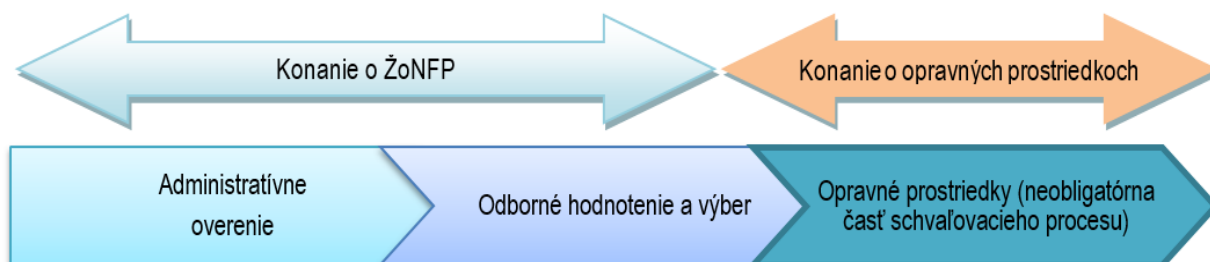 Konanie o ŽoNFP
Konanie o opravných prostriedkoch
Administratívne
overenie
Odborné hodnotenie a výber
Opravné prostriedky (neobligatórna
časť schvaľovacieho procesu)